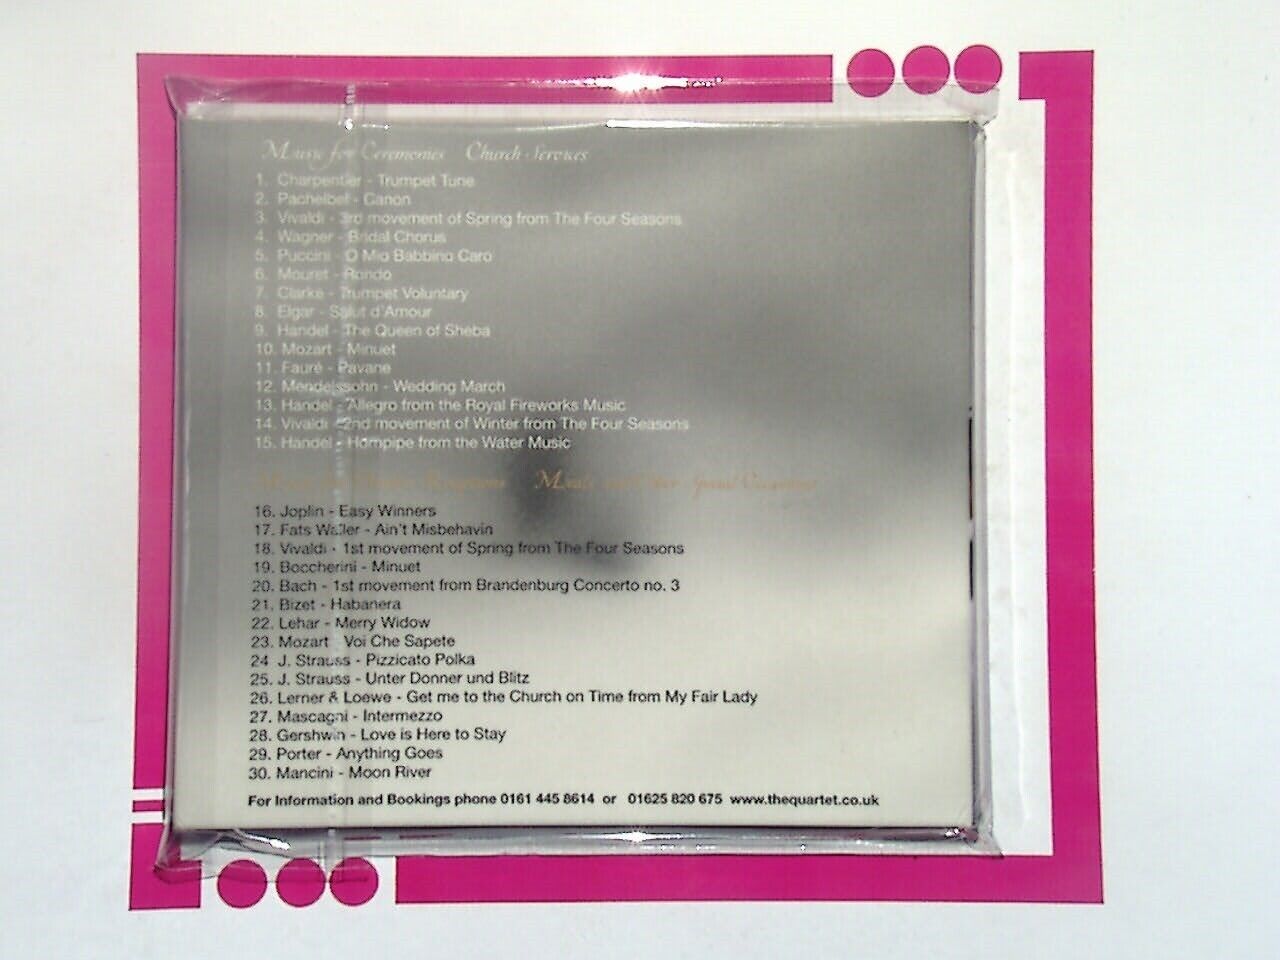 Music for Ceremonies Church Services
1. Charpentier - Trumpet Tune
2. Pachelbel - Canon
3. Vivaldi - 3rd movement of Spring from The Four Seasons
4. Wagner - Bridal Chorus
5. Puccini - O Mio Babbino Caro
6. Mouret - Rondo
7. Clarke - Trumpet Voluntary
8. Elgar - Salut d'Amour
9. Handel - The Queen of Sheba
10. Mozart - Minuet
11. Fauré - Pavane
12. Mendelssohn - Wedding March
13. Handel - Allegro from the Royal Fireworks Music
14. Vivaldi - 2nd movement of Winter from The Four Seasons
15. Handel - Hornpipe from the Water Music
Receptions Music Other Special Occasions
16. Joplin - Easy Winners
17. Fats Waller - Ain't Misbehavin
18. Vivaldi - 1st movement of Spring from The Four Seasons
19. Boccherini - Minuet
20. Bach - 1st movement from Brandenburg Concerto no. 3
21. Bizet - Habanera
22. Lehar - Merry Widow
23. Mozart Voi Che Sapete
24 J. Strauss - Pizzicato Polka
25. J. Strauss - Unter Donner und Blitz
26. Lerner & Loewe - Get me to the Church on Time from My Fair Lady
27. Mascagni - Intermezzo
28. Gershwin - Love is Here to Stay
29. Porter - Anything Goes
30. Mancini - Moon River
For Information and Bookings phone 0161 445 8614 or 01625 820 675 www.thequartet.co.uk